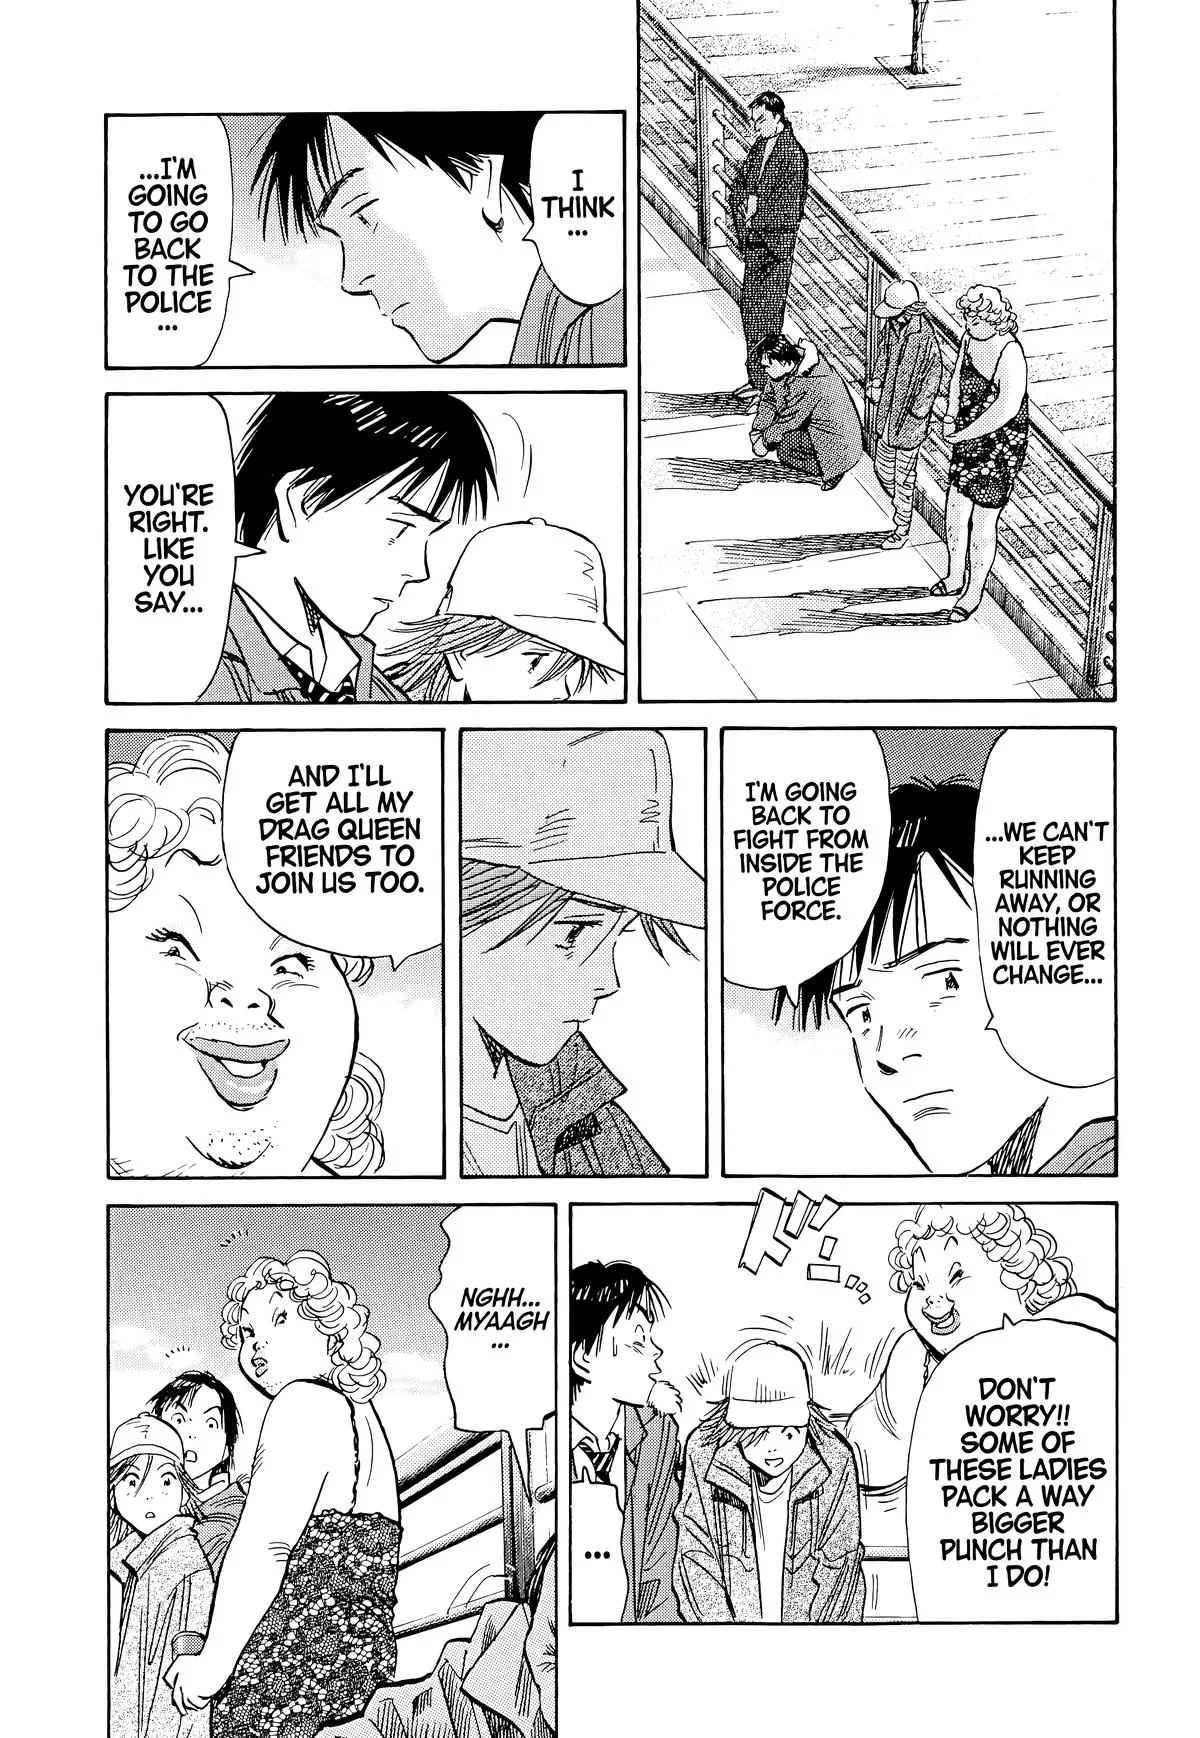 I
THINK
...
...I'M
GOING
TO GO
BACK
TO THE
POLICE
...
YOU'RE
RIGHT.
LIKE
YOU
SAY...
...WE CAN'T
KEEP
RUNNING
AWAY, OR
NOTHING
WILL EVER
CHANGE...
I'M GOING
BACK TO
FIGHT FROM
INSIDE THE
POLICE
FORCE.
AND I'LL
GET ALL MY
DRAG QUEEN
FRIENDS TO
JOIN US TOO.
ドン
DON'T
WORRY!!
SOME OF
THESE LADIES
PACK A WAY
BIGGER
PUNCH THAN
I DO!
...
NGHH...
MYAAGH
...